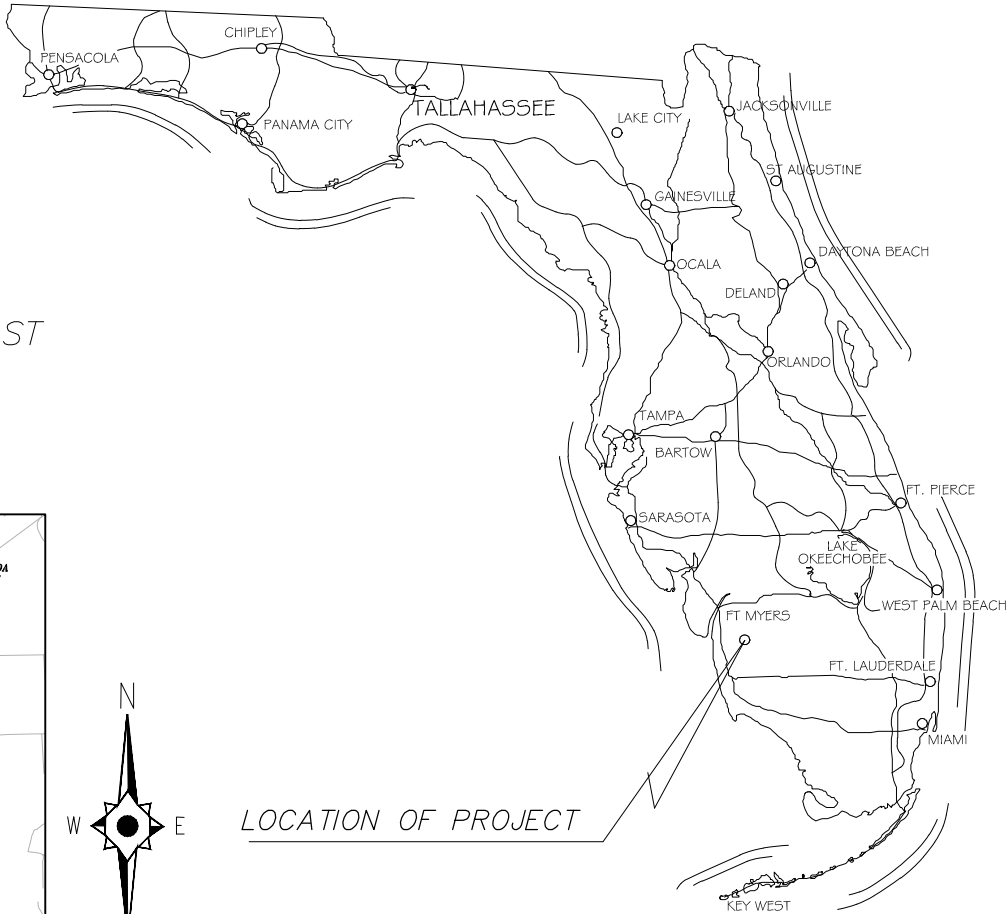 CHIPLEY
PENSACOLA
TALLAHASSEE
JACKSONVILLE
LAKE CITY
PANAMA CITY
ST AUGUSTINE
GAINESVILLE
DAYTONA BEACH
OCALA
DELAND
ST
ORLANDO
TAMPA
BARTOW
FT. PIERCE
SARASOTA
LAKE
OKEECHOBEE
WEST PALM BEACH
FT MYERS
FT. LAUDERDALE
N
MIAMI
W E
LOCATION OF PROJECT
KEY WEST